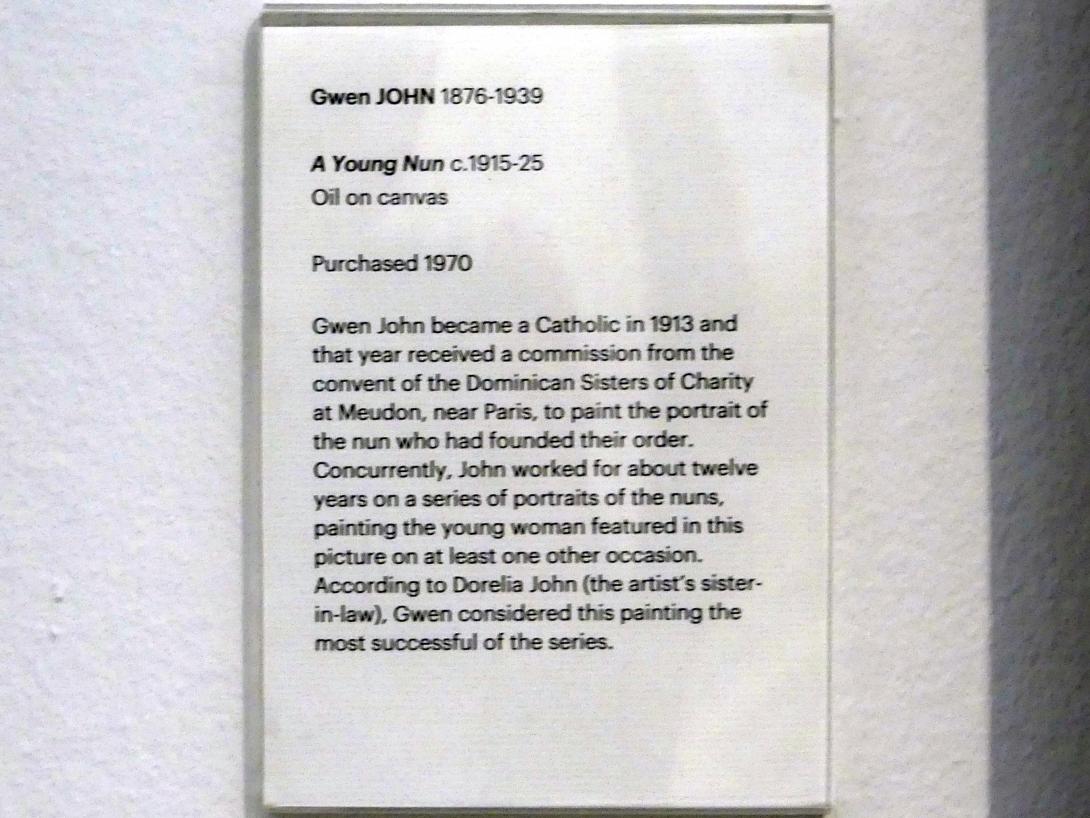 Gwen JOHN 1876-1939
A Young Nun c.1915-25
Oil on canvas
Purchased 1970
Gwen John became a Catholic in 1913 and
that year received a commission from the
convent of the Dominican Sisters of Charity
at Meudon, near Paris, to paint the portrait of
the nun who had founded their order.
Concurrently, John worked for about twelve
years on a series of portraits of the nuns,
painting the young woman featured in this
picture on at least one other occasion.
According to Dorelia John (the artist's sister-
in-law), Gwen considered this painting the
most successful of the series.